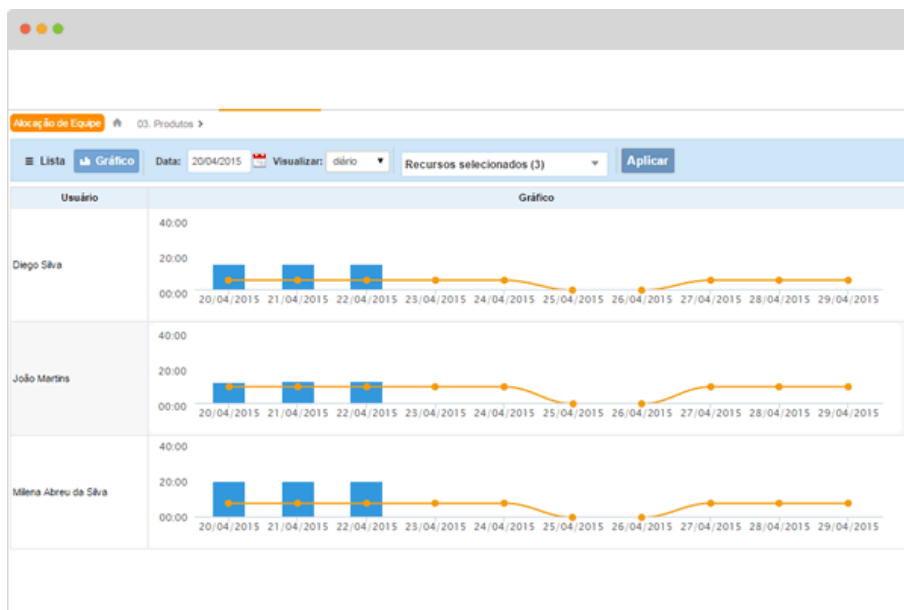 Alocação de Equipe 03. Produtos >
Lista Gráfico Data: 20/04/2015 Visualizar: diário Recursos selecionados (3) Aplicar
Usuário Gráfico
40:00
20:00
Diego Silva
00:00
20/04/2015 21/04/2015 22/04/2015 23/04/2015 24/04/2015 25/04/2015 26/04/2015 27/04/2015 28/04/2015 29/04/2015
40:00
20:00
João Martins
00:00
20/04/2015 21/04/2015 22/04/2015 23/04/2015 24/04/2015 25/04/2015 26/04/2015 27/04/2015 28/04/2015 29/04/2015
40:00
20:00
Milena Abreu da Silva
00:00
20/04/2015 21/04/2015 22/04/2015 23/04/2015 24/04/2015 25/04/2015 26/04/2015 27/04/2015 28/04/2015 29/04/2015